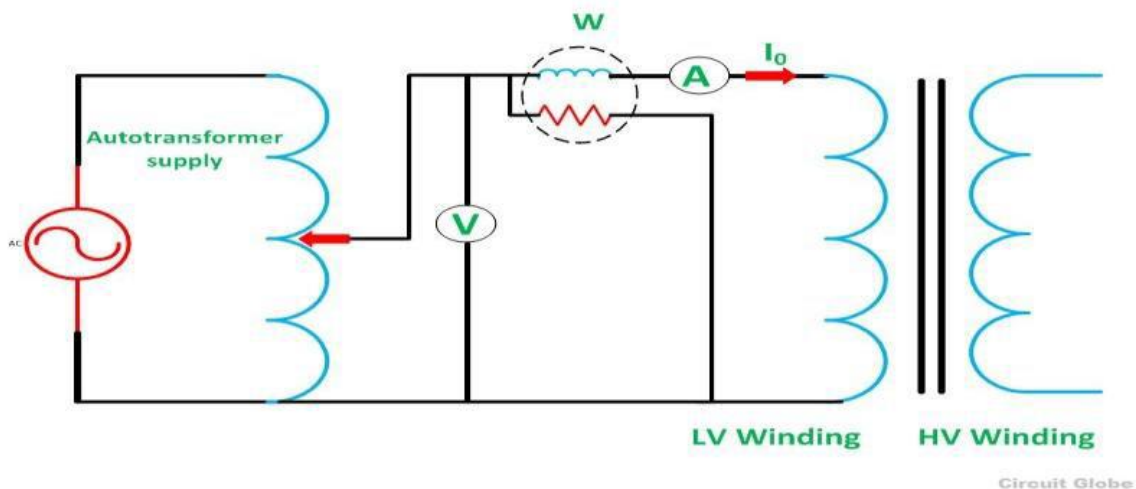 W
A
I₀
Autotransformer
supply
V
AC
LV Winding
HV Winding
Circuit Globe